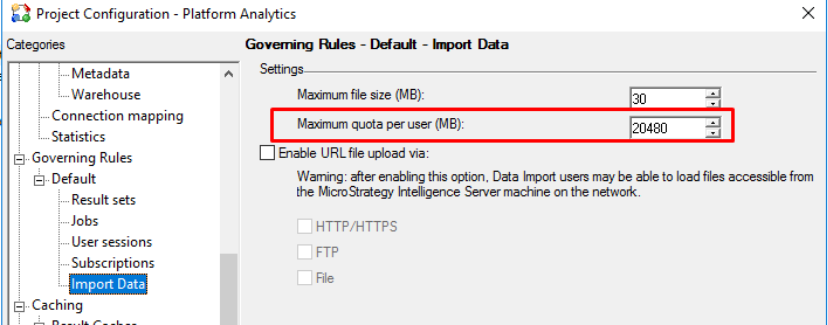 Project Configuration - Platform Analytics
Categories
Metadata
Warehouse
Connection mapping
Statistics
Governing Rules
Default
Result sets
Jobs
User sessions
Subscriptions
Import Data
Caching
Result Caches
Governing Rules - Default - Import Data
Settings
Maximum file size (MB): 30
Maximum quota per user (MB): 20480
Enable URL file upload via:
Warning: after enabling this option, Data Import users may be able to load files accessible from
the MicroStrategy Intelligence Server machine on the network.
HTTP/HTTPS
FTP
File